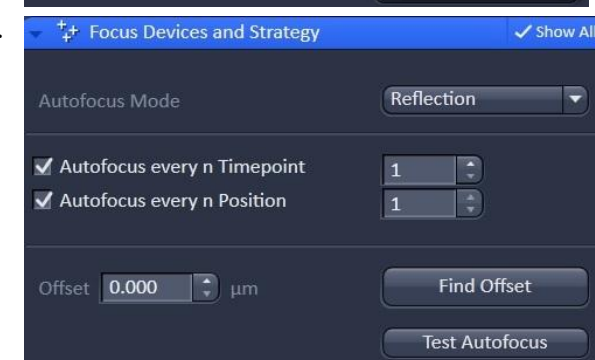 Focus Devices and Strategy ✓ Show All
Autofocus Mode Reflection
Autofocus every n Timepoint 1
Autofocus every n Position 1
Offset 0.000 µm Find Offset
Test Autofocus